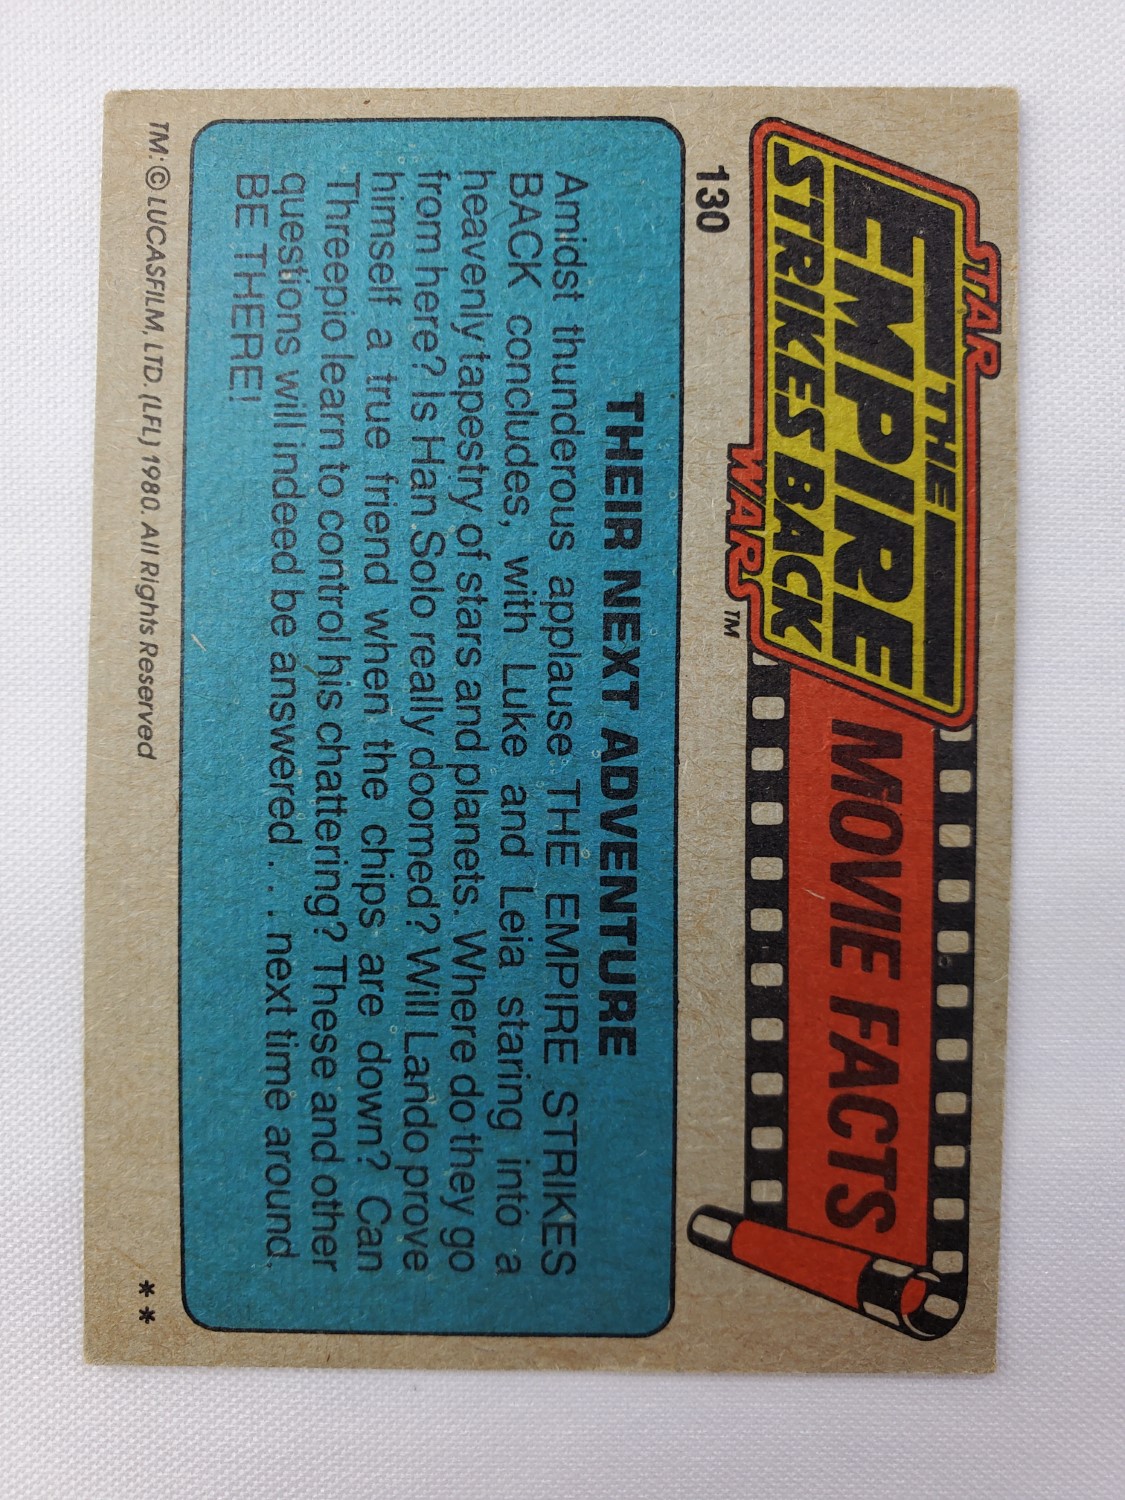 STAR
THE
EMPIRE
STRIKES BACK
WARS™
MOVIE FACTS
130
THEIR NEXT ADVENTURE
Amidst thunderous applause THE EMPIRE STRIKES
BACK concludes, with Luke and Leia staring into a
heavenly tapestry of stars and planets. Where do they go
from here? Is Han Solo really doomed? Will Lando prove
himself a true friend when the chips are down? Can
Threepio learn to control his chattering? These and other
questions will indeed be answered . . . next time around.
BE THERE!
TM: © LUCASFILM, LTD. (LFL) 1980. All Rights Reserved
**